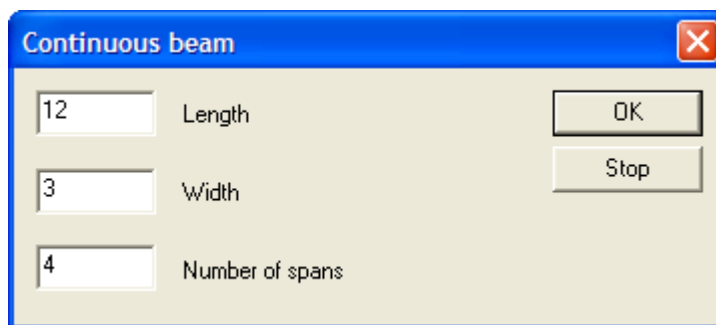 Continuous beam
12 Length OK
Stop
3 Width
4 Number of spans